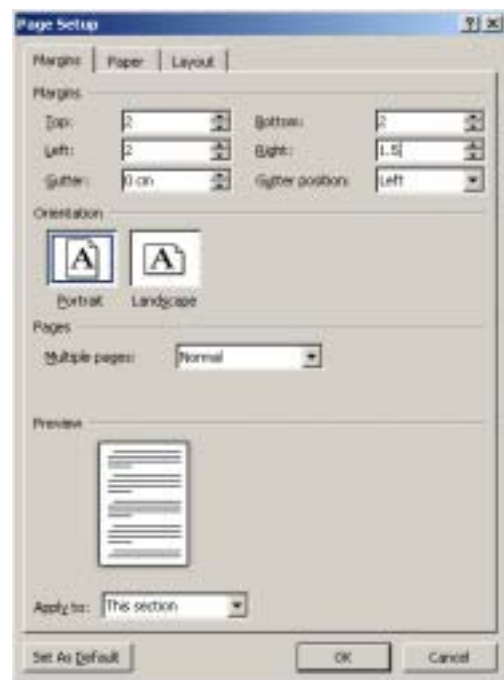 Page Setup
Margins Paper Layout
Margins
Top: 2 Bottom: 2
Left: 2 Right: 1.5
Gutter: 0 cm Gutter position: Left
Orientation
A A
Portrait Landscape
Pages
Multiple pages: Normal
Preview
Apply to: This section
Set As Default OK Cancel